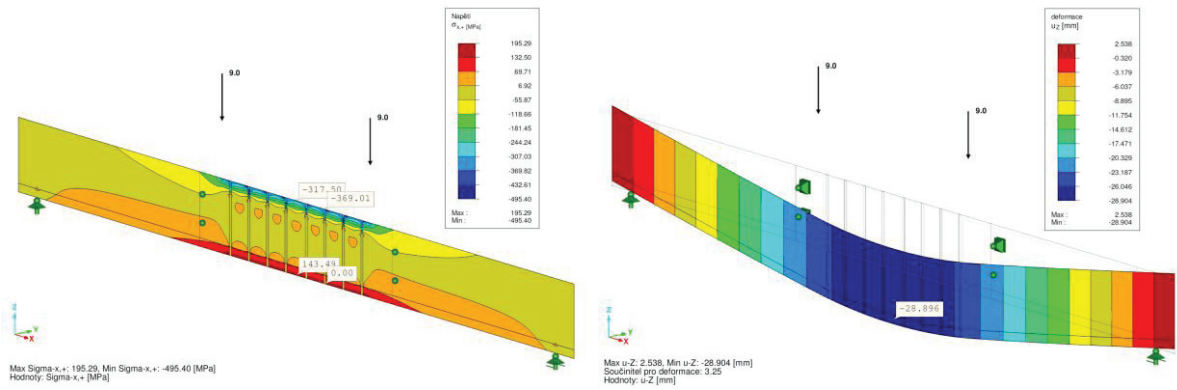 Napětí
σx,+ [MPa]
195.29
132.50
69.71
6.92
-55.87
-118.66
-181.45
-244.24
-307.03
-369.82
-432.61
-495.40
Max : 195.29
Min : -495.40
9.0
9.0
-317.50
-369.01
143.49
0.00
Z
Y
X
Max Sigma-x,+: 195.29, Min Sigma-x,+: -495.40 [MPa]
Hodnoty: Sigma-x,+ [MPa]
deformace
uZ [mm]
2.538
-0.320
-3.179
-6.037
-8.895
-11.754
-14.612
-17.471
-20.329
-23.187
-26.046
-28.904
Max : 2.538
Min : -28.904
9.0
9.0
-28.896
Z
Y
X
Max u-Z: 2.538, Min u-Z: -28.904 [mm]
Součinitel pro deformace: 3.25
Hodnoty: u-Z [mm]